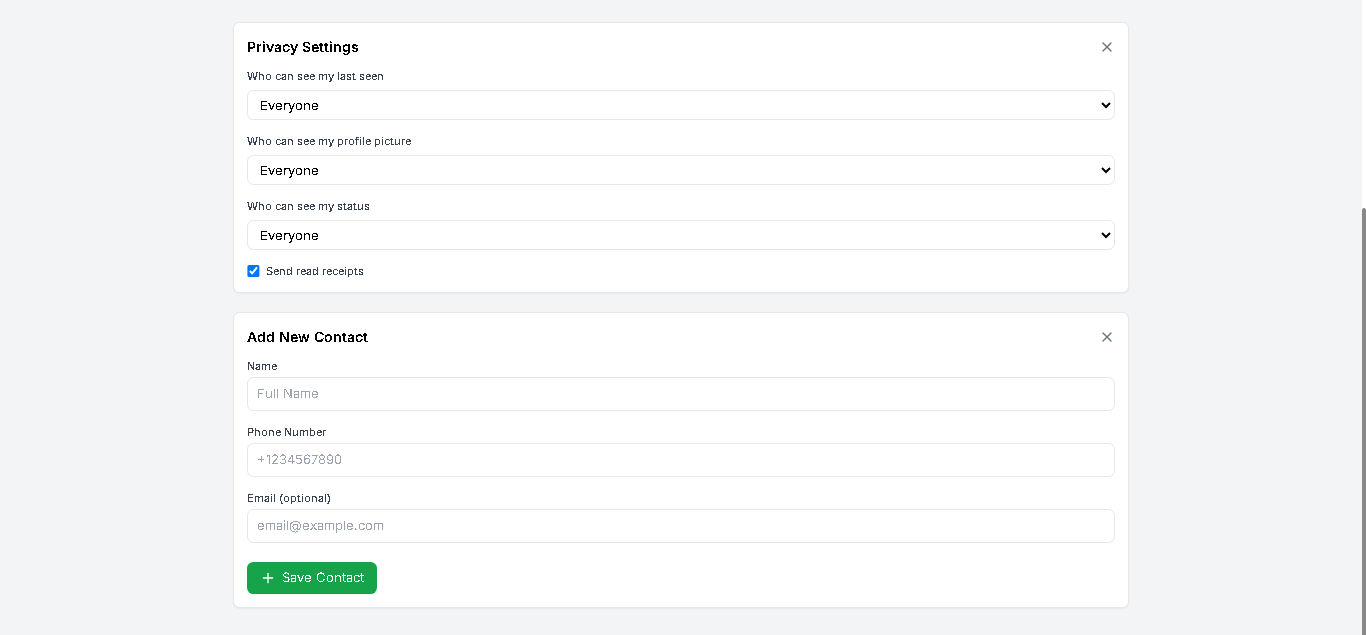 Privacy Settings
Who can see my last seen
Everyone
Who can see my profile picture
Everyone
Who can see my status
Everyone
Send read receipts
Add New Contact
Name
Full Name
Phone Number
+1234567890
Email (optional)
email@example.com
Save Contact